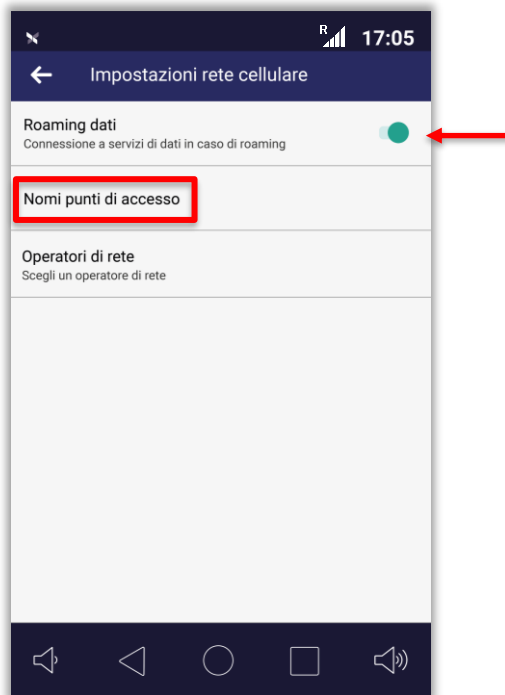 R 17:05
Impostazioni rete cellulare
Roaming dati
Connessione a servizi di dati in caso di roaming
Nomi punti di accesso
Operatori di rete
Scegli un operatore di rete